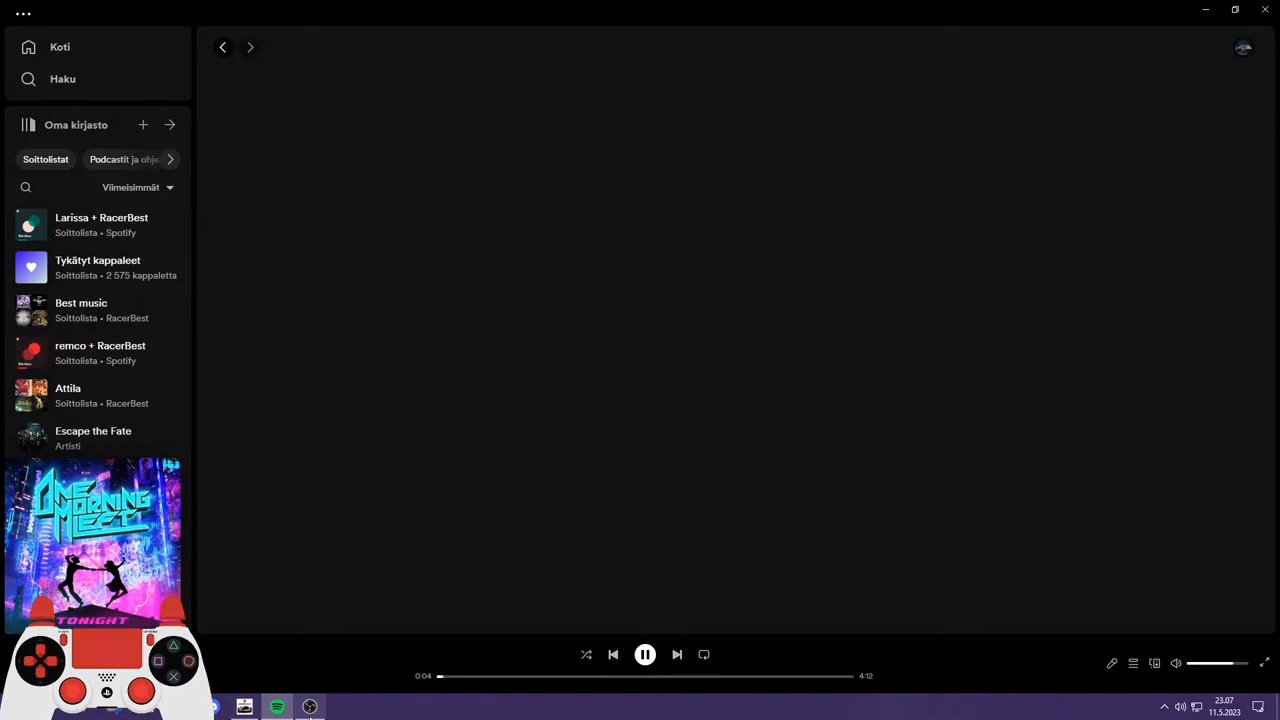 Koti
Haku
Oma kirjasto
Soittolistat
Podcastit ja ohje
Viimeisimmät
Larissa + RacerBest
Soittolista • Spotify
Tykätyt kappaleet
Soittolista • 2 575 kappaletta
Best music
Soittolista • RacerBest
remco + RacerBest
Soittolista • Spotify
Attila
Soittolista • RacerBest
Escape the Fate
Artisti
ONE
MORNING
LEFT
TONIGHT
0:04
4:12
23.07
11.5.2023